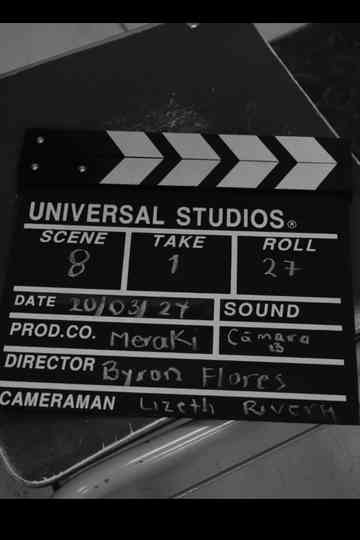 UNIVERSAL STUDIOS®
SCENE TAKE ROLL
8 1 27
DATE 20/03/27 SOUND
PROD.CO. Meraki Cámara
DIRECTOR Byron Flores
CAMERAMAN Lizeth Rivera